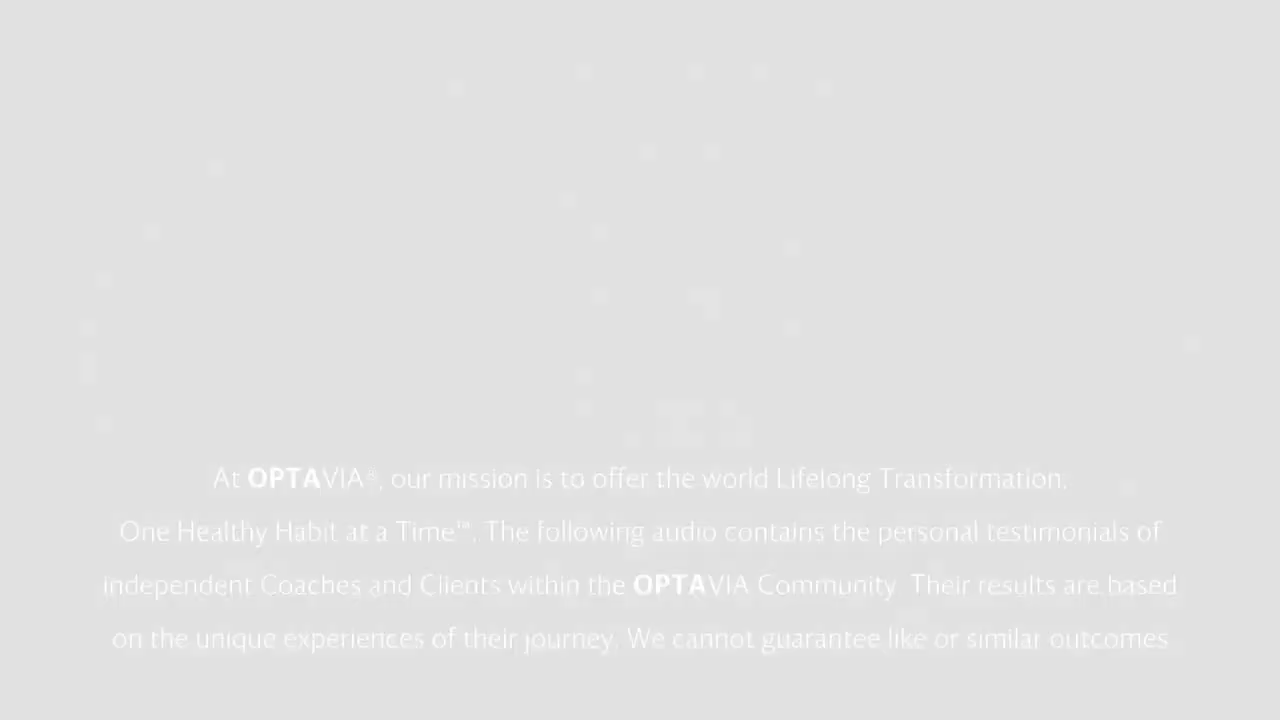 At OPTAVIA®, our mission is to offer the world Lifelong Transformation,
One Healthy Habit at a Time™. The following audio contains the personal testimonials of
independent Coaches and Clients within the OPTAVIA Community. Their results are based
on the unique experiences of their journey. We cannot guarantee like or similar outcomes